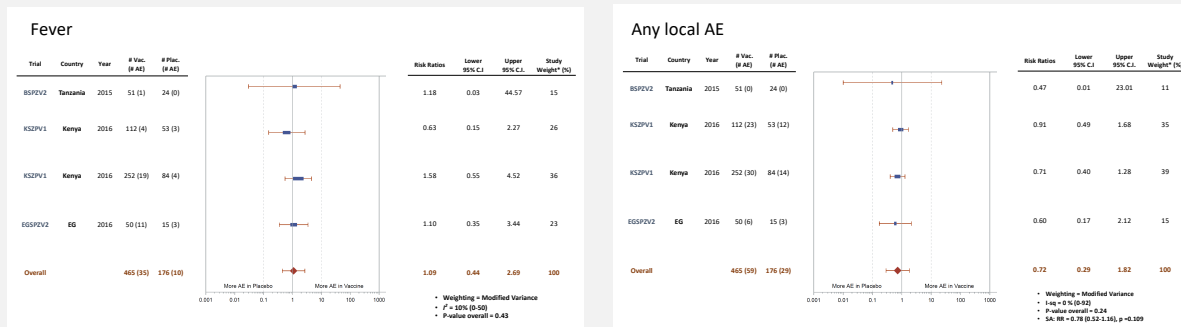 Fever
Trial Country Year # Vac. (# AE) # Plac. (# AE) Risk Ratios Lower 95% C.I Upper 95% C.I. Study Weight* (%)
BSPZV2 Tanzania 2015 51 (1) 24 (0) 1.18 0.03 44.57 15
KSZPV1 Kenya 2016 112 (4) 53 (3) 0.63 0.15 2.27 26
KSZPV1 Kenya 2016 252 (19) 84 (4) 1.58 0.55 4.52 36
EGSPZV2 EG 2016 50 (11) 15 (3) 1.10 0.35 3.44 23
Overall 465 (35) 176 (10) 1.09 0.44 2.69 100
More AE in Placebo More AE in Vaccine
0.001 0.01 0.1 1 10 100 1000
• Weighting = Modified Variance
• I² = 10% (0-50)
• P-value overall = 0.43
Any local AE
Trial Country Year # Vac. (# AE) # Plac. (# AE) Risk Ratios Lower 95% C.I Upper 95% C.I. Study Weight* (%)
BSPZV2 Tanzania 2015 51 (0) 24 (0) 0.47 0.01 23.01 11
KSZPV1 Kenya 2016 112 (23) 53 (12) 0.91 0.49 1.68 35
KSZPV1 Kenya 2016 252 (30) 84 (14) 0.71 0.40 1.28 39
EGSPZV2 EG 2016 50 (6) 15 (3) 0.60 0.17 2.12 15
Overall 465 (59) 176 (29) 0.72 0.29 1.82 100
More AE in Placebo More AE in Vaccine
0.001 0.01 0.1 1 10 100 1000
• Weighting = Modified Variance
• I-sq = 0 % (0-92)
• P-value overall = 0.24
• SA: RR = 0.78 (0.52-1.16), p =0.109